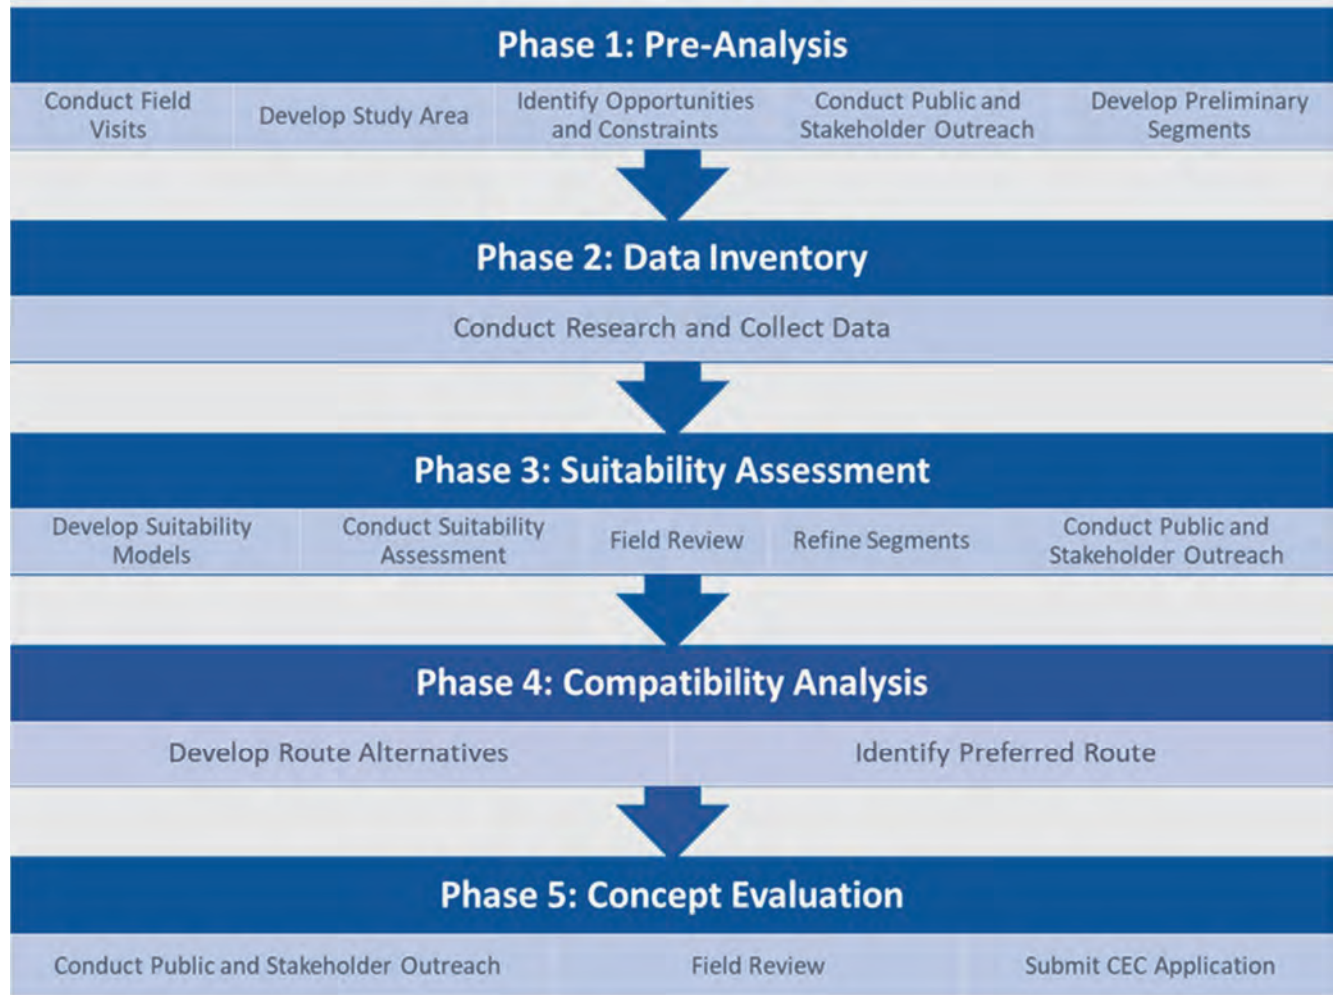 Phase 1: Pre-Analysis
Conduct Field
Visits
Develop Study Area
Identify Opportunities
and Constraints
Conduct Public and
Stakeholder Outreach
Develop Preliminary
Segments
Phase 2: Data Inventory
Conduct Research and Collect Data
Phase 3: Suitability Assessment
Develop Suitability
Models
Conduct Suitability
Assessment
Field Review
Refine Segments
Conduct Public and
Stakeholder Outreach
Phase 4: Compatibility Analysis
Develop Route Alternatives
Identify Preferred Route
Phase 5: Concept Evaluation
Conduct Public and Stakeholder Outreach
Field Review
Submit CEC Application